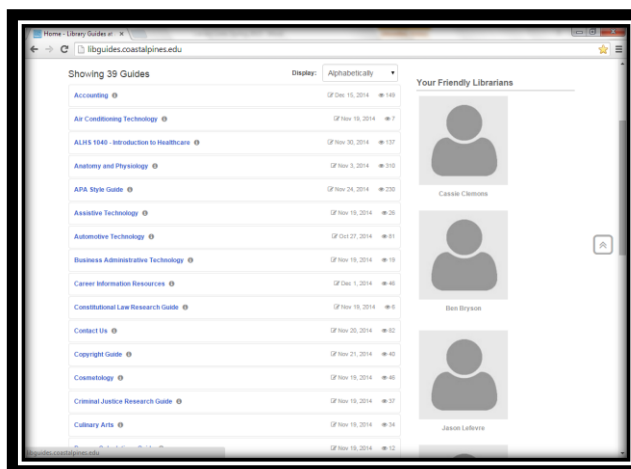 Home - Library Guides at
libguides.coastalpines.edu
Showing 39 Guides
Display: Alphabetically
Accounting Dec 15, 2014 149
Air Conditioning Technology Nov 19, 2014 7
ALHS 1040 - Introduction to Healthcare Nov 30, 2014 137
Anatomy and Physiology Nov 3, 2014 310
APA Style Guide Nov 24, 2014 230
Assistive Technology Nov 19, 2014 26
Automotive Technology Oct 27, 2014 61
Business Administrative Technology Nov 19, 2014 19
Career Information Resources Dec 1, 2014 46
Constitutional Law Research Guide Nov 18, 2014
Contact Us Nov 20, 2014 82
Copyright Guide Nov 21, 2014 40
Cosmetology Nov 19, 2014 46
Criminal Justice Research Guide Nov 19, 2014 37
Culinary Arts Nov 19, 2014 34
Nov 19, 2014 12
Your Friendly Librarians
Cassie Clemons
Ben Bryson
Jason Lefevre
libguides.coastalpines.edu